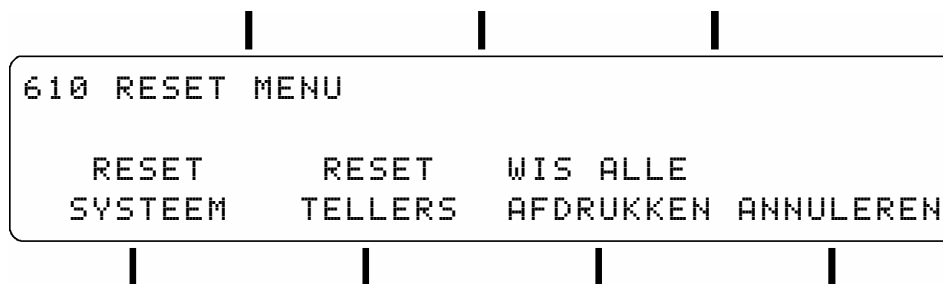 610 RESET MENU
RESET RESET WIS ALLE
SYSTEEM TELLERS AFDRUKKEN ANNULEREN